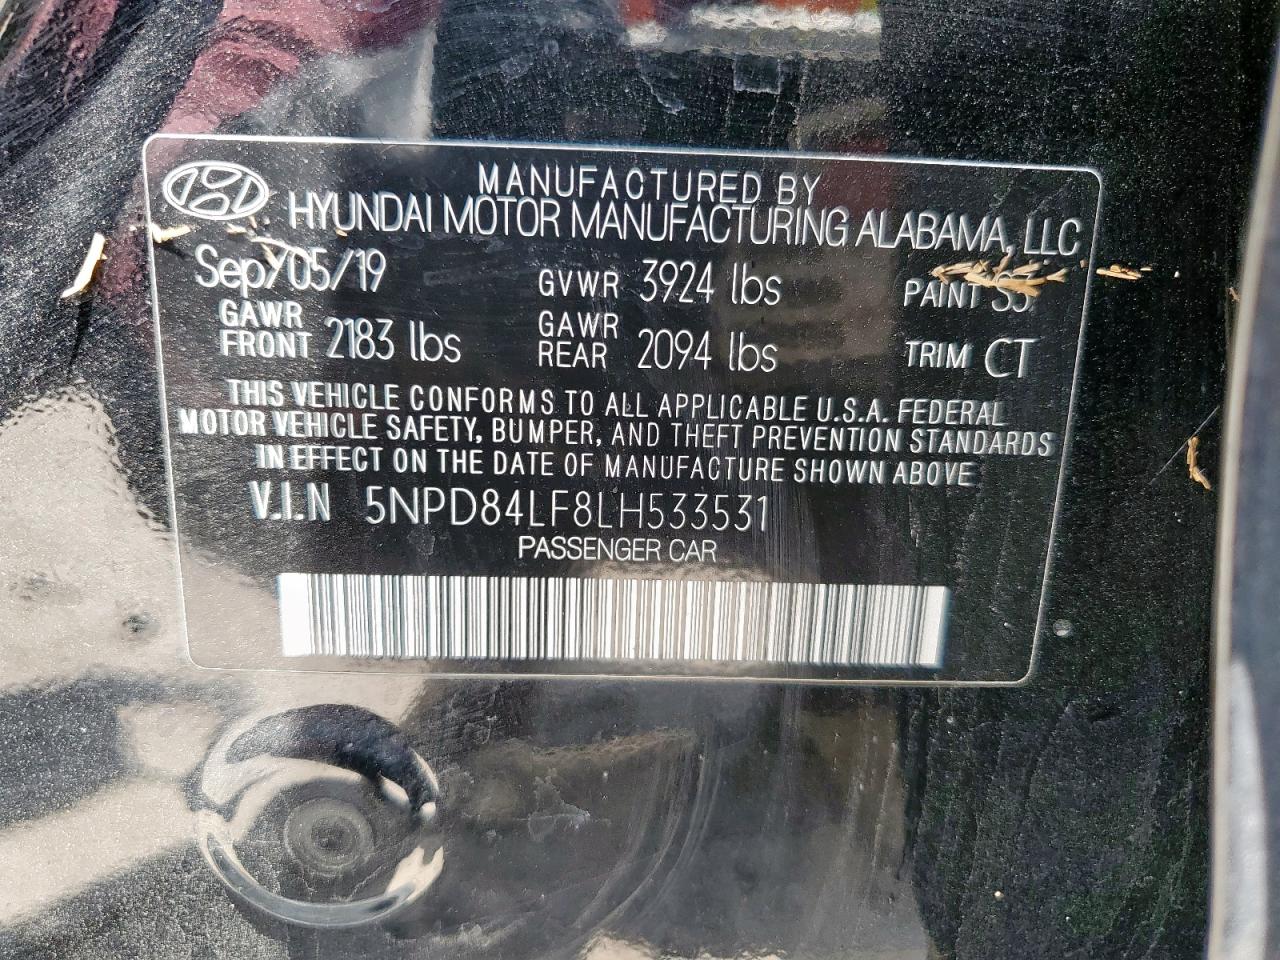 MANUFACTURED BY
HYUNDAI MOTOR MANUFACTURING ALABAMA, LLC
Sep/05/19 GVWR 3924 lbs PAINT
GAWR FRONT 2183 lbs GAWR REAR 2094 lbs TRIM CT
THIS VEHICLE CONFORMS TO ALL APPLICABLE U.S.A. FEDERAL
MOTOR VEHICLE SAFETY, BUMPER, AND THEFT PREVENTION STANDARDS
IN EFFECT ON THE DATE OF MANUFACTURE SHOWN ABOVE
V.I.N 5NPD84LF8LH533531
PASSENGER CAR